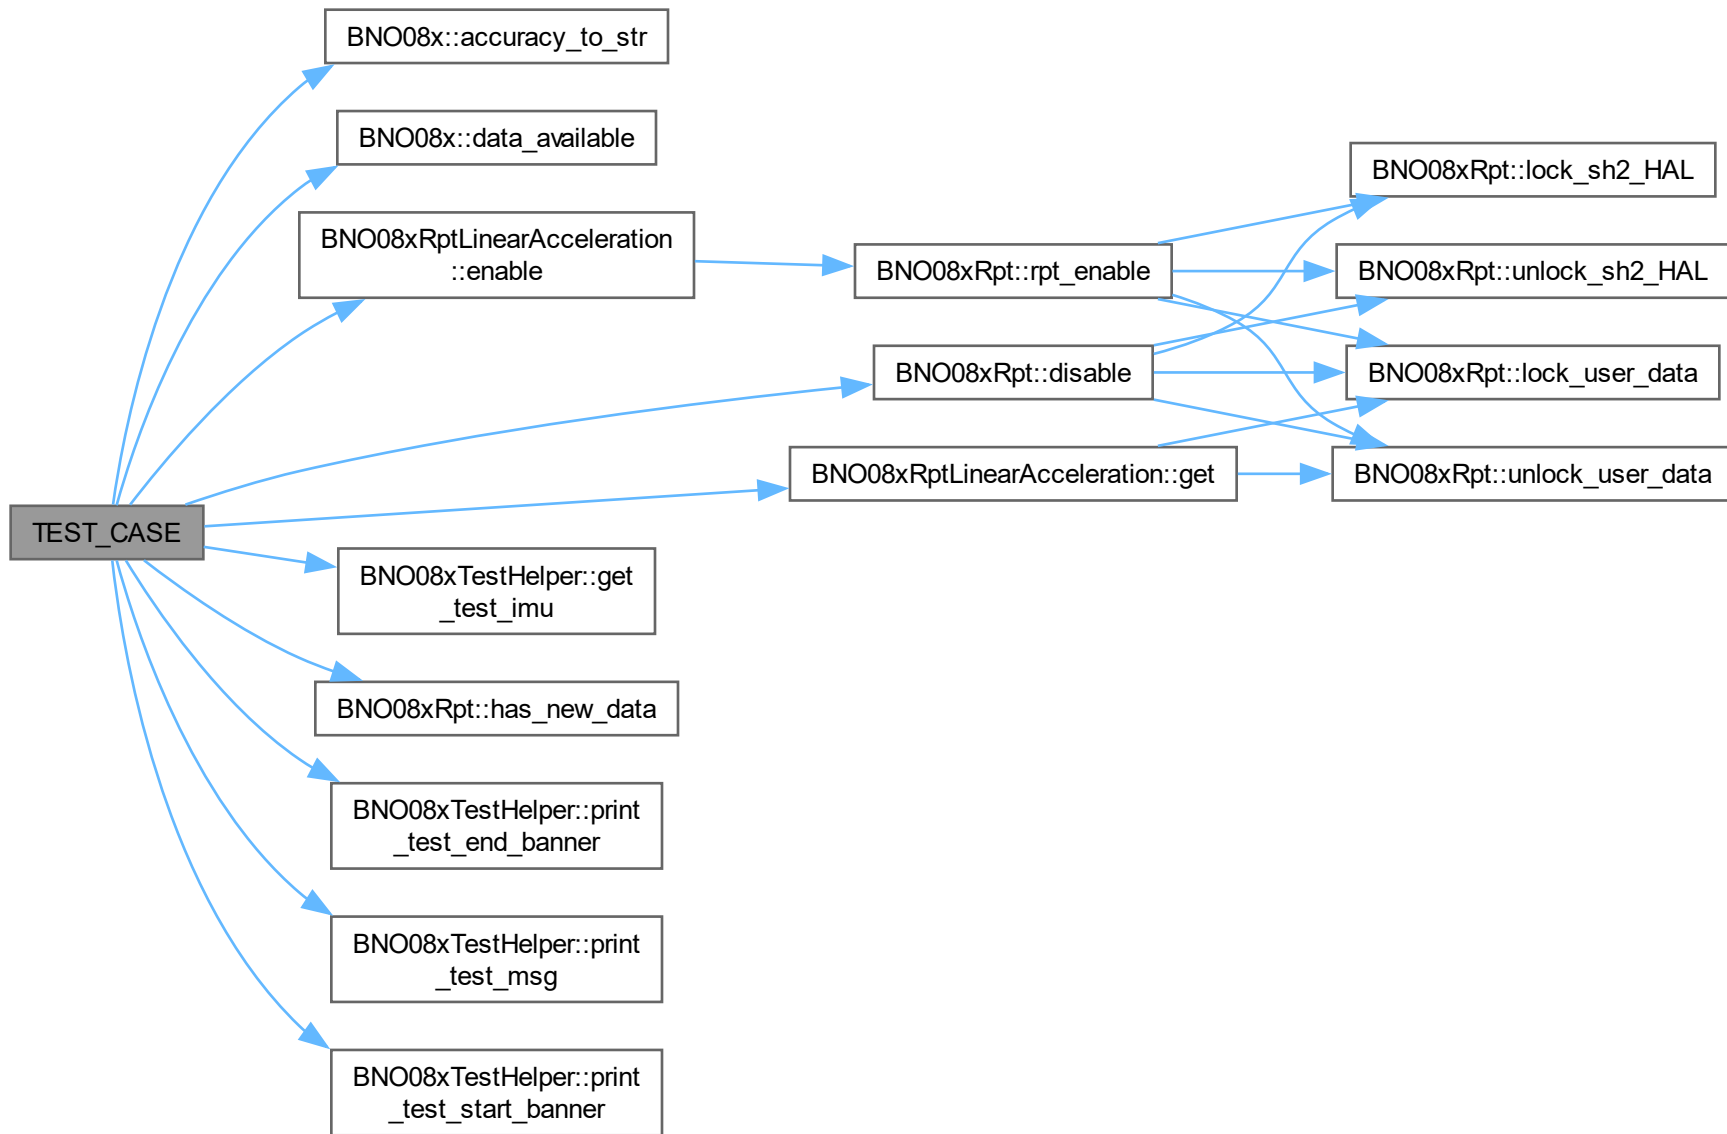 BNO08x::accuracy_to_str
BNO08x::data_available
BNO08xRptLinearAcceleration
::enable
BNO08xRpt::lock_sh2_HAL
BNO08xRpt::rpt_enable
BNO08xRpt::unlock_sh2_HAL
BNO08xRpt::disable
BNO08xRpt::lock_user_data
BNO08xRptLinearAcceleration::get
BNO08xRpt::unlock_user_data
TEST_CASE
BNO08xTestHelper::get
_test_imu
BNO08xRpt::has_new_data
BNO08xTestHelper::print
_test_end_banner
BNO08xTestHelper::print
_test_msg
BNO08xTestHelper::print
_test_start_banner